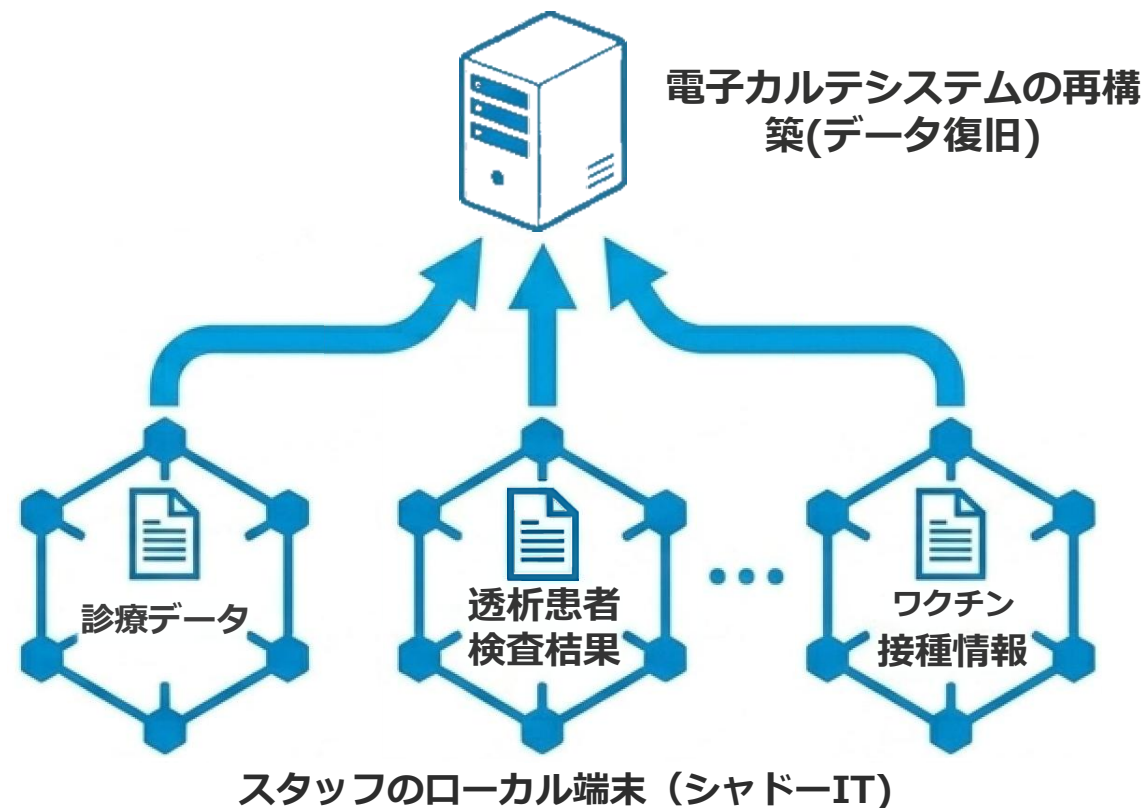 電子カルテシステムの再構
築(データ復旧)
診療データ
透析患者
検査桔果
ワクチン
接種情報
スタッフのローカル端末（シャドーIT)